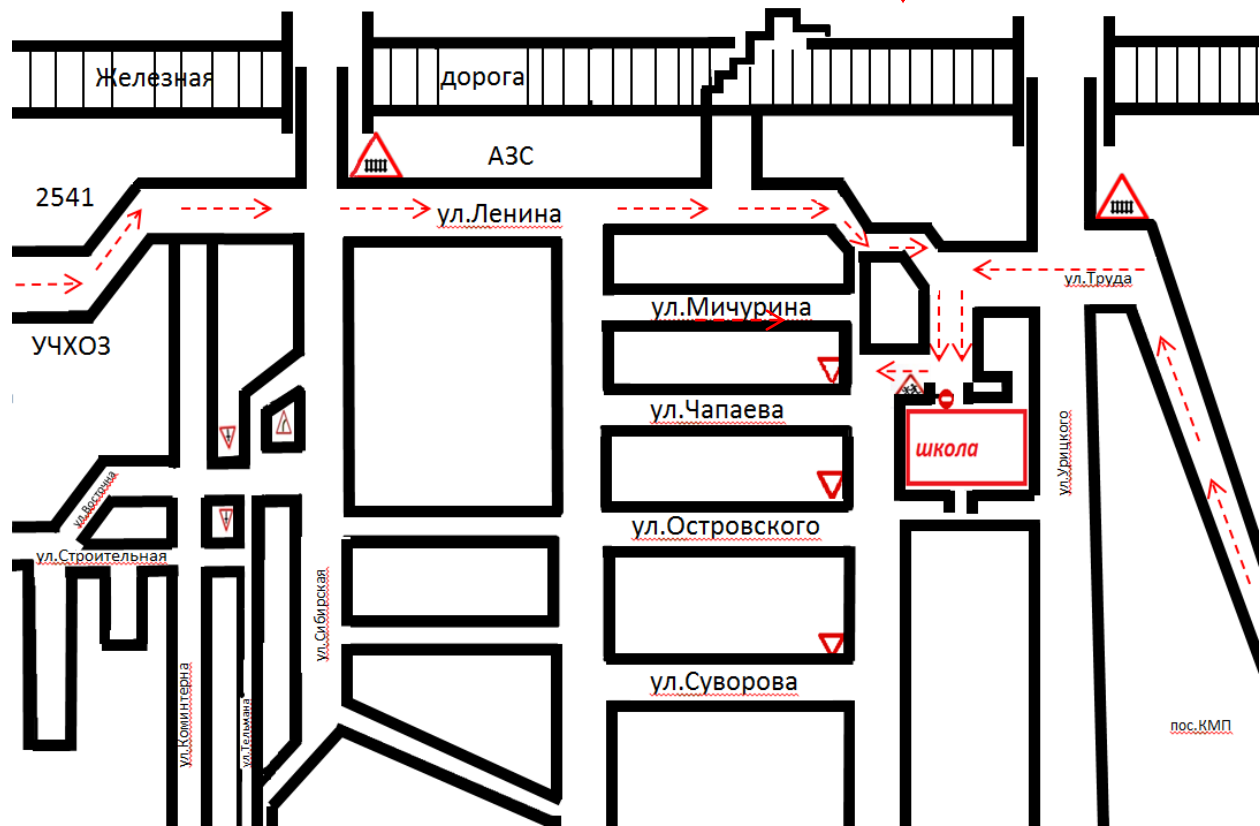 Железная
дорога
АЗС
2541
ул.Ленина
ул.Труда
ул.Мичурина
УЧХОЗ
ул.Чапаева
школа
ул.Урицкого
ул.Восточна
ул.Островского
ул.Строительная
ул.Сибирская
ул.Суворова
ул.Коминтерна
ул.Тельмана
пос.КМП